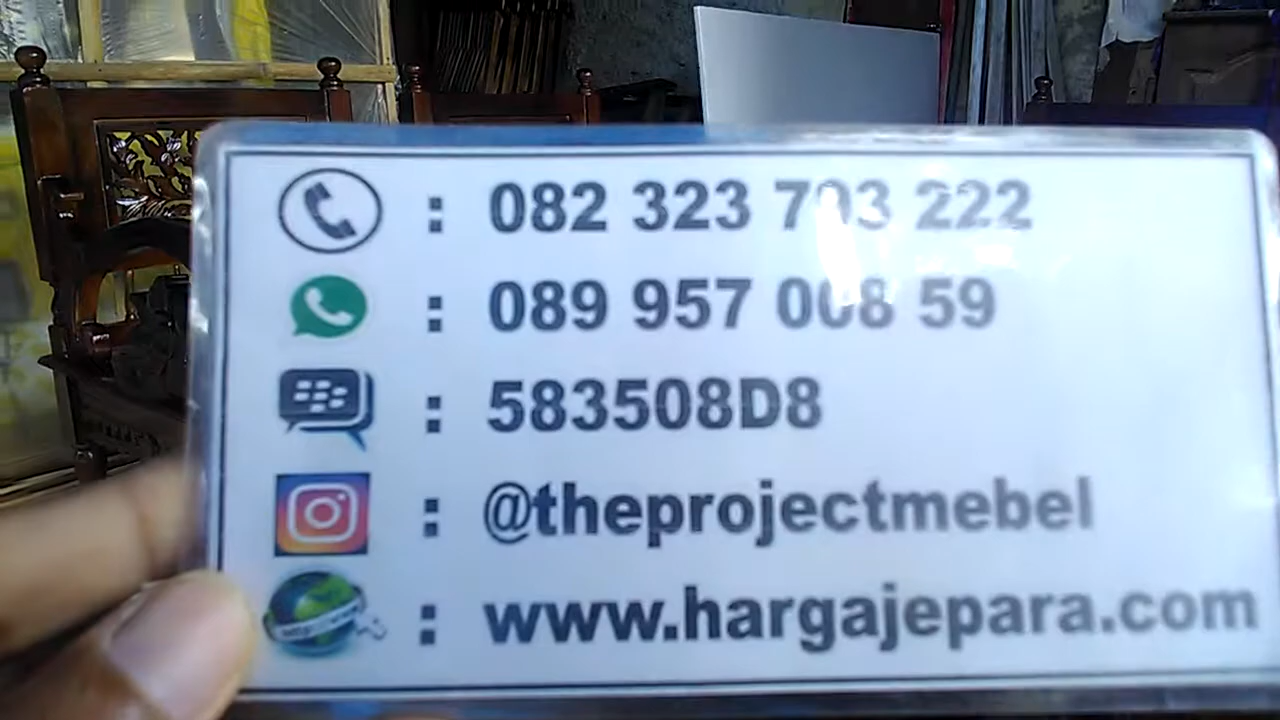 : 082 323 703 222
: 089 957 008 59
: 583508D8
: @theprojectmebel
: www.hargajepara.com